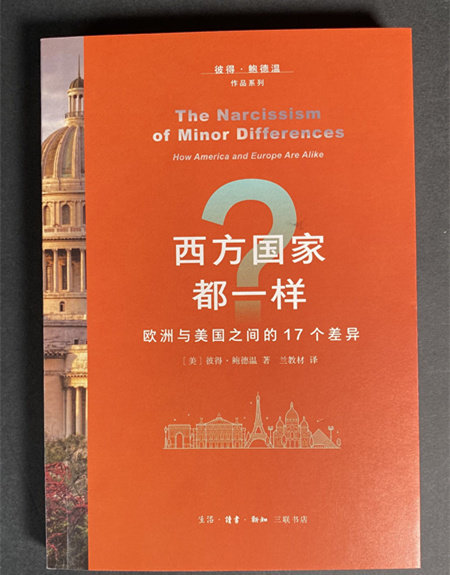 彼得·鲍德温
作品系列
The Narcissism
of Minor Differences
How America and Europe Are Alike
?
西方国家
都一样
欧洲与美国之间的17个差异
[美]彼得·鲍德温 著 兰教材 译
生活·讀書·新知 三联书店